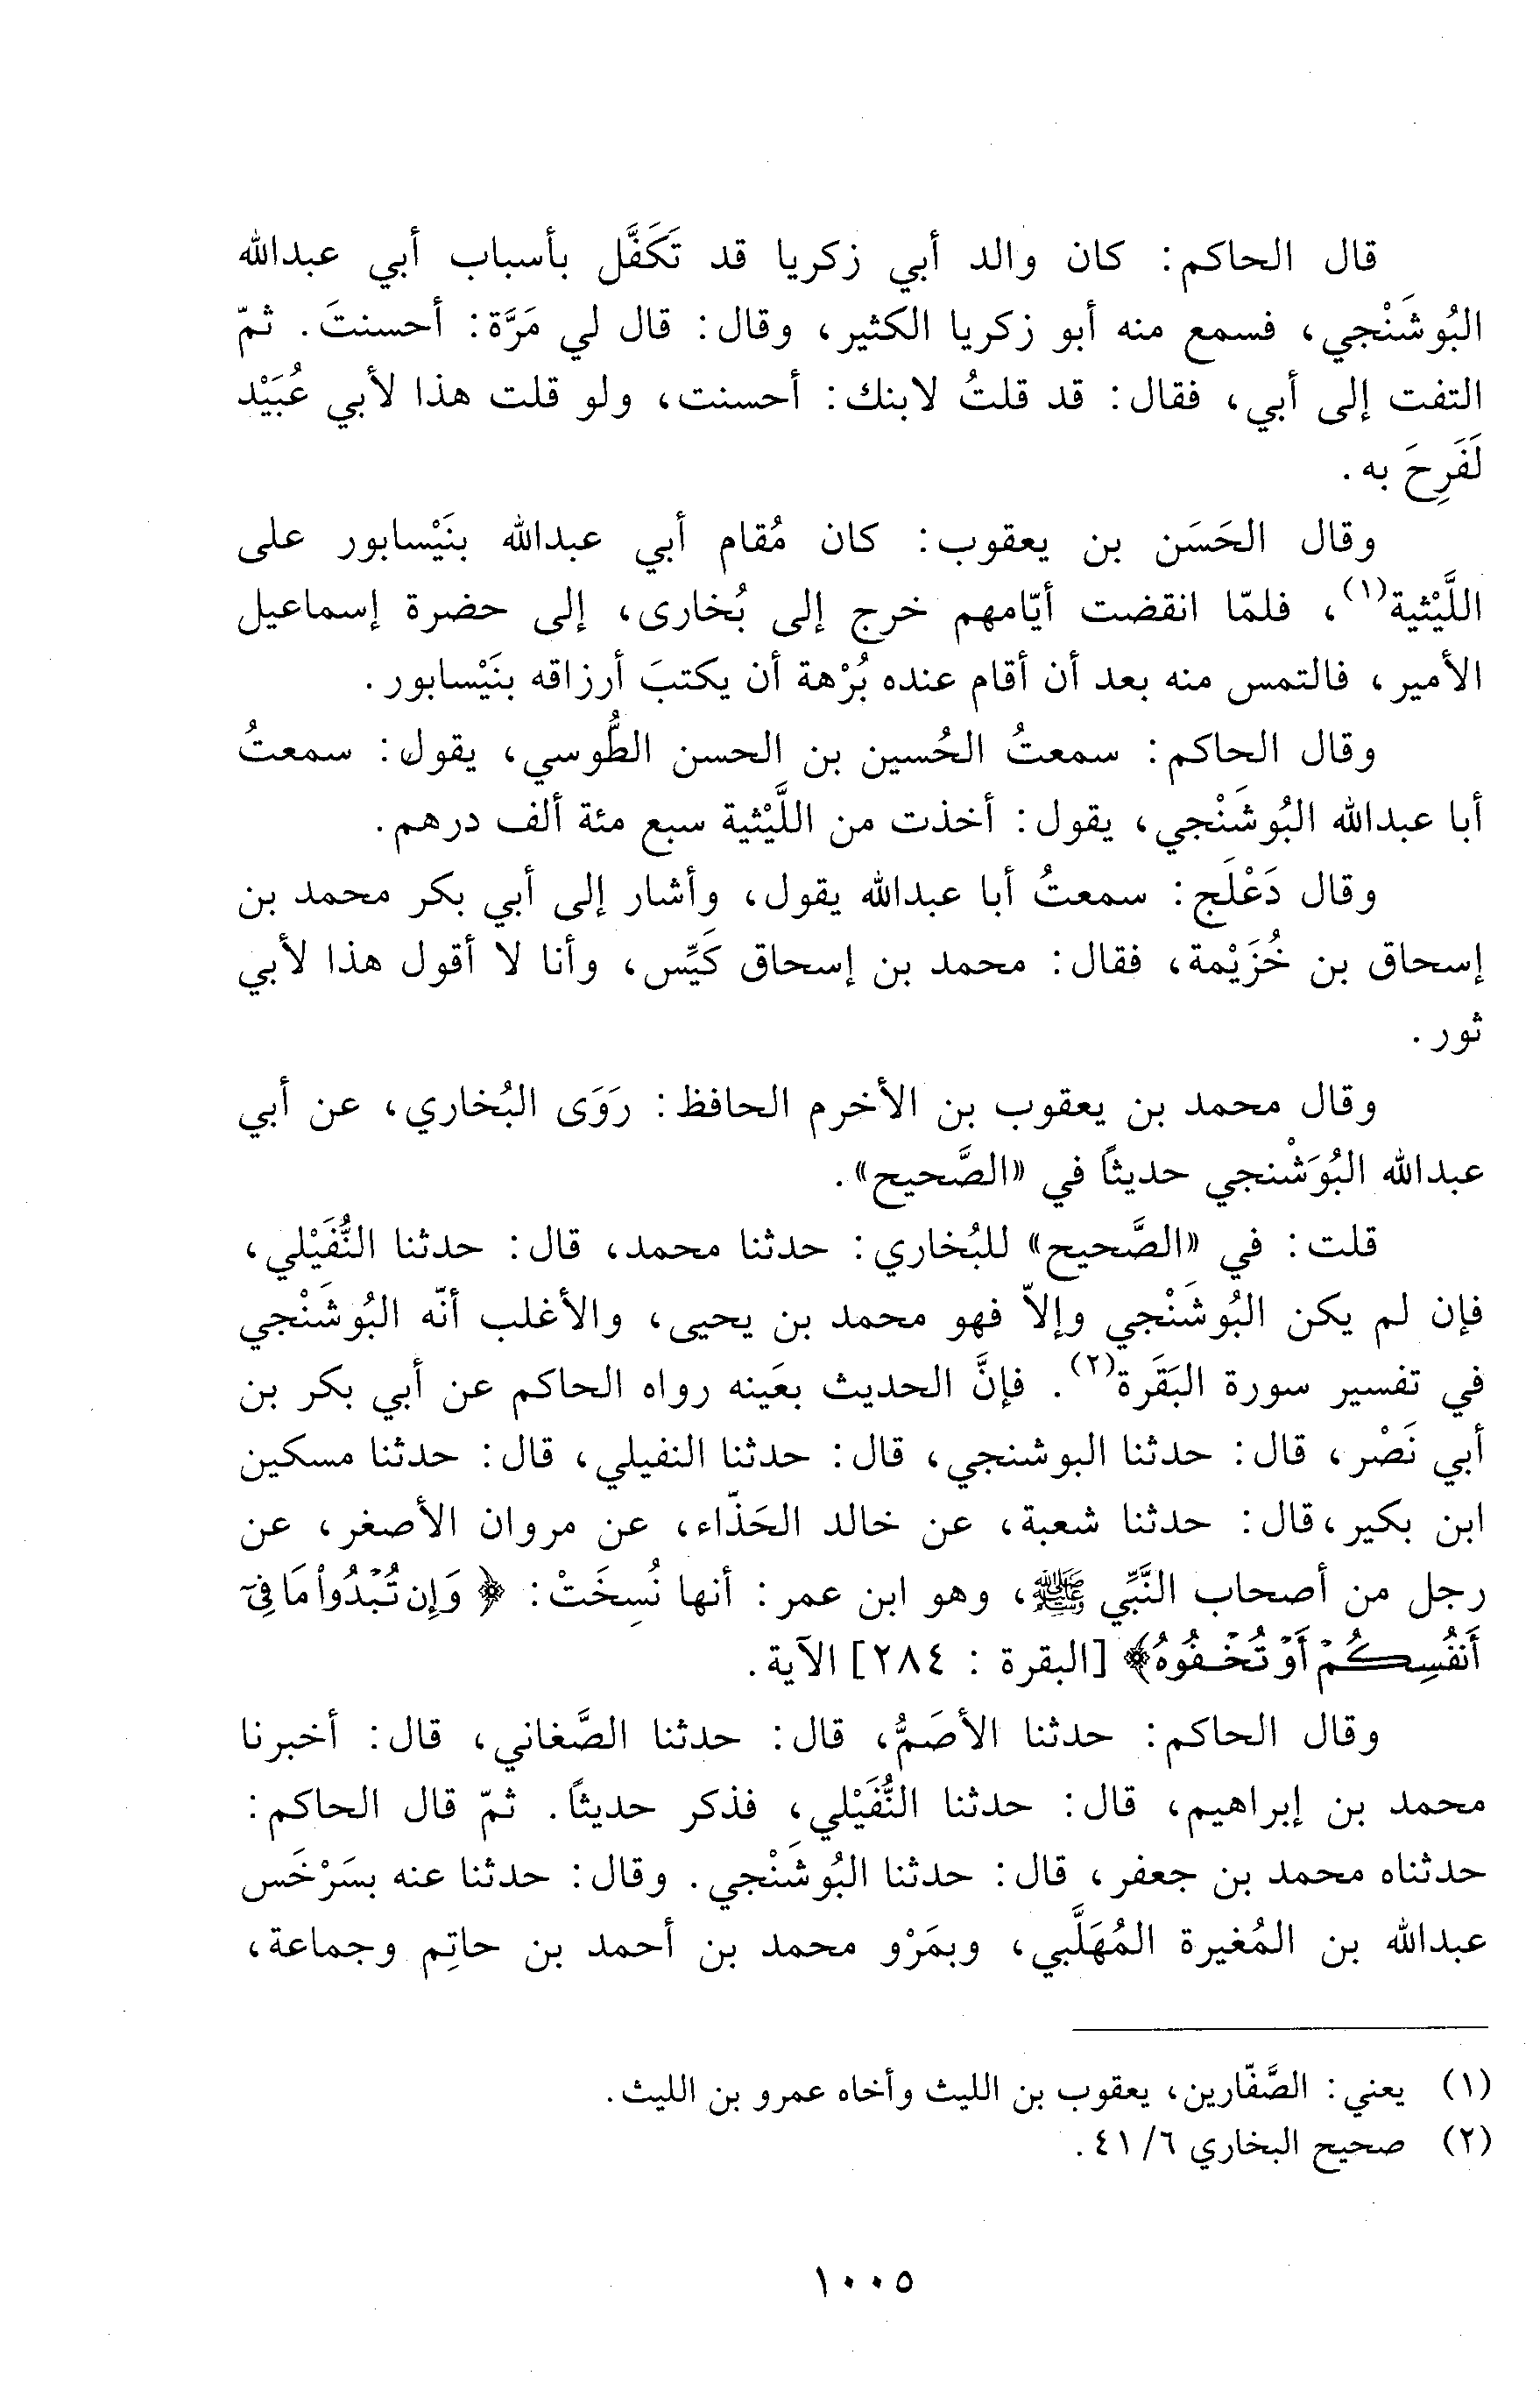 قال الحاكم: كان والد أبي زكريا قد تَكَفَّل بأسباب أبي عبدالله
البُوشَنْجي، فسمع منه أبو زكريا الكثير، وقال: قال لي مَرَّة: أحسنتَ. ثمّ
التفت إلى أبي، فقال: قد قلتُ لابنك: أحسنت، ولو قلت هذا لأبي عُبَيْد
لَفَرِحَ به.
وقال الحَسَن بن يعقوب: كان مُقام أبي عبدالله بنَيْسابور على
اللَّيْثية(١)، فلمّا انقضت أيّامهم خرج إلى بُخارى، إلى حضرة إسماعيل
الأمير، فالتمس منه بعد أن أقام عنده بُرْهة أن يكتبَ أرزاقه بنَيْسابور.
وقال الحاكم: سمعتُ الحُسين بن الحسن الطُّوسي، يقول: سمعتُ
أبا عبدالله البُوشَنْجي، يقول: أخذت من اللَّيْثية سبع مئة ألف درهم.
وقال دَعْلَج: سمعتُ أبا عبدالله يقول، وأشار إلى أبي بكر محمد بن
إسحاق بن خُزَيْمة، فقال: محمد بن إسحاق كَيِّس، وأنا لا أقول هذا لأبي
ثور.
وقال محمد بن يعقوب بن الأخرم الحافظ: رَوَى البُخاري، عن أبي
عبدالله البُوَشْنجي حديثاً في «الصَّحيح».
قلت: في «الصَّحيح» للبُخاري: حدثنا محمد، قال: حدثنا النُّفَيْلي،
فإن لم يكن البُوشَنْجي وإلاّ فهو محمد بن يحيى، والأغلب أنّه البُوشَنْجي
في تفسير سورة البَقَرة(٢). فإنَّ الحديث بعَينه رواه الحاكم عن أبي بكر بن
أبي نَصْر، قال: حدثنا البوشنجي، قال: حدثنا النفيلي، قال: حدثنا مسكين
ابن بكير، قال: حدثنا شعبة، عن خالد الحَذّاء، عن مروان الأصغر، عن
رجل من أصحاب النَّبِّي ﷺ، وهو ابن عمر: أنها نُسِخَتْ: ﴿وَإِن تُبْدُوا۟ مَا فِىٓ
أَنفُسِكُمْ أَوْ تُخْفُوهُ﴾ [البقرة : ٢٨٤] الآية.
وقال الحاكم: حدثنا الأصَمُّ، قال: حدثنا الصَّغاني، قال: أخبرنا
محمد بن إبراهيم، قال: حدثنا النُّفَيْلي، فذكر حديثاً. ثمّ قال الحاكم:
حدثناه محمد بن جعفر، قال: حدثنا البُوشَنْجي. وقال: حدثنا عنه بسَرْخَس
عبدالله بن المُغيرة المُهَلَّبي، وبمَرْو محمد بن أحمد بن حاتِم وجماعة،
(١) يعني: الصَّفّارين، يعقوب بن الليث وأخاه عمرو بن الليث.
(٢) صحيح البخاري ٦/ ٤١.
١٠٠٥